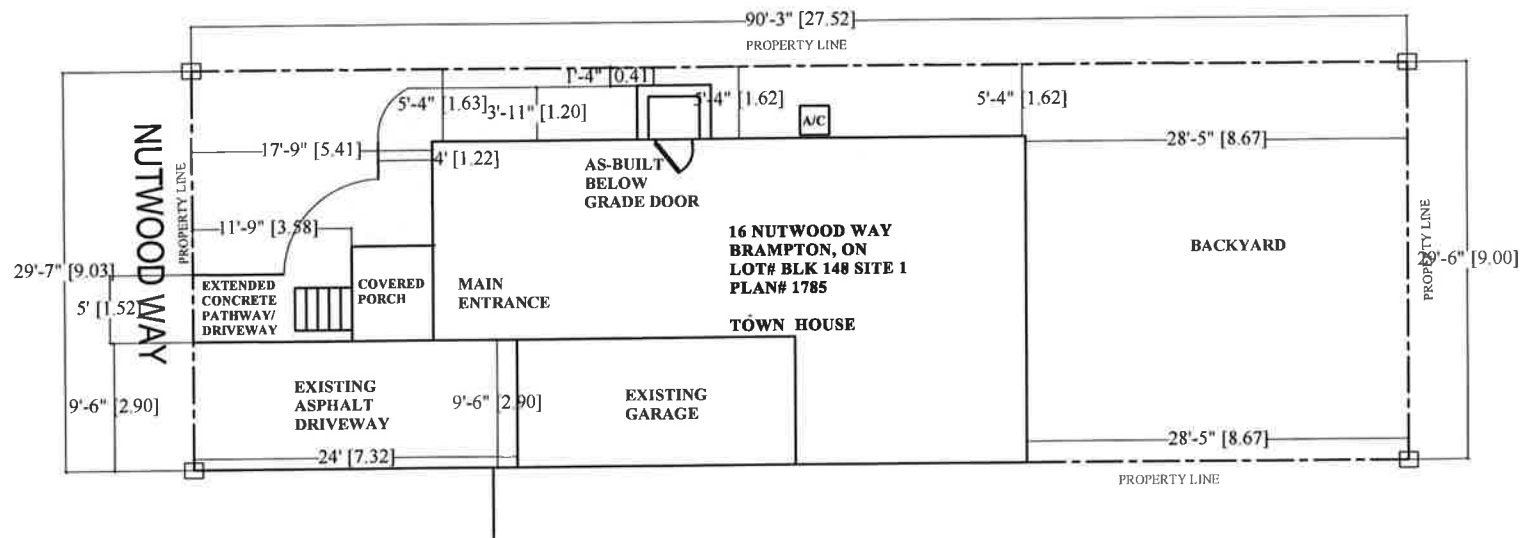 90'-3" [27.52]
PROPERTY LINE
1'-4" [0.41]
5'-4" [1.63]
3'-11" [1.20]
5'-4" [1.62]
A/C
5'-4" [1.62]
28'-5" [8.67]
17'-9" [5.41]
4' [1.22]
AS-BUILT
BELOW
GRADE DOOR
NUTWOOD WAY
PROPERTY LINE
11'-9" [3.58]
16 NUTWOOD WAY
BRAMPTON, ON
LOT# BLK 148 SITE 1
PLAN# 1785
TOWN HOUSE
BACKYARD
PROPERTY LINE
29'-6" [9.00]
29'-7" [9.03]
5' [1.52]
EXTENDED
CONCRETE
PATHWAY/
DRIVEWAY
COVERED
PORCH
MAIN
ENTRANCE
9'-6" [2.90]
EXISTING
ASPHALT
DRIVEWAY
9'-6" [2.90]
EXISTING
GARAGE
24' [7.32]
28'-5" [8.67]
PROPERTY LINE